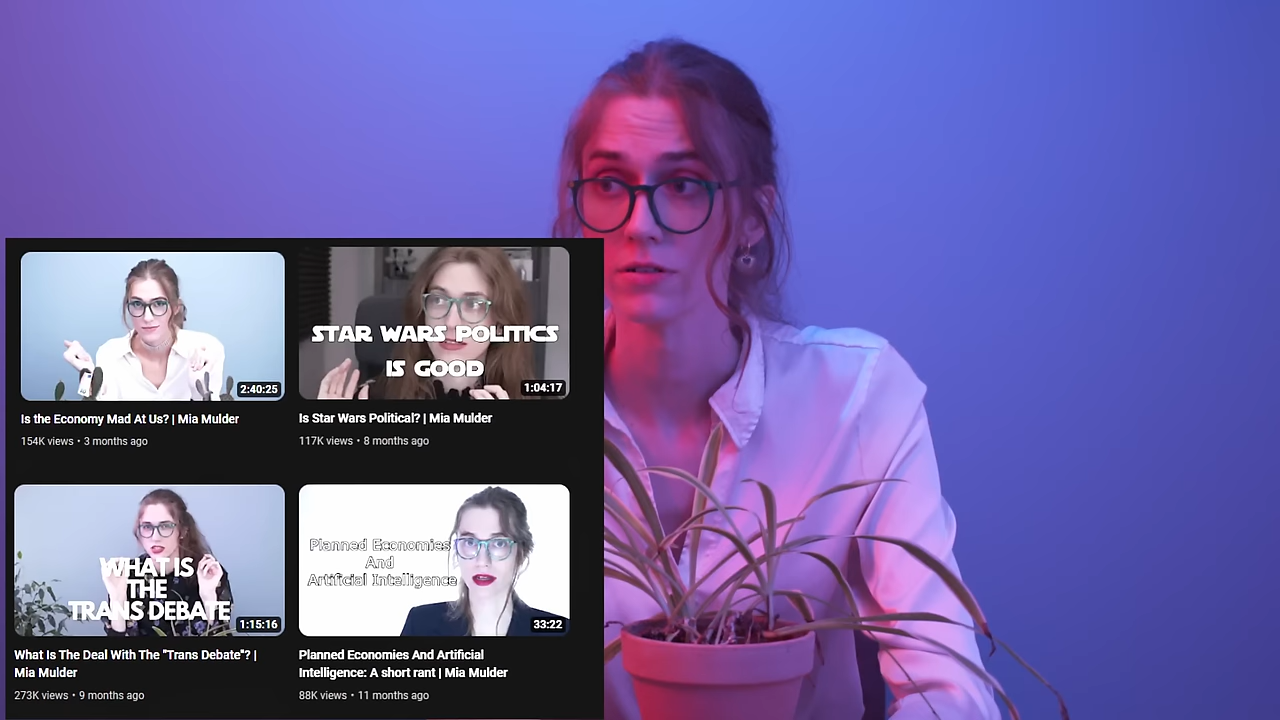 STAR WARS POLITICS
IS GOOD
2:40:25
1:04:17
Is the Economy Mad At Us? | Mia Mulder
154K views • 3 months ago
Is Star Wars Political? | Mia Mulder
117K views • 8 months ago
WHAT IS
THE
TRANS DEBATE
1:15:16
Planned Economies
And
Artificial Intelligence
33:22
What Is The Deal With The "Trans Debate"? |
Mia Mulder
273K views • 9 months ago
Planned Economies And Artificial
Intelligence: A short rant | Mia Mulder
88K views • 11 months ago